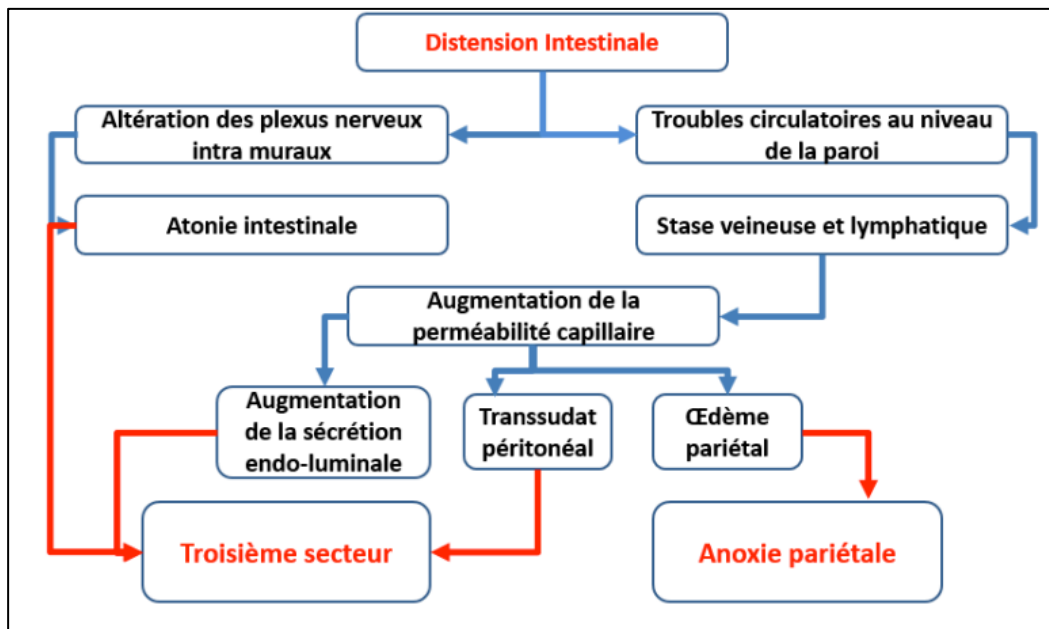 Distension Intestinale
Altération des plexus nerveux
intra muraux
Troubles circulatoires au niveau
de la paroi
Atonie intestinale
Stase veineuse et lymphatique
Augmentation de la
perméabilité capillaire
Augmentation
de la sécrétion
endo-luminale
Transsudat
péritonéal
Œdème
pariétal
Troisième secteur
Anoxie pariétale